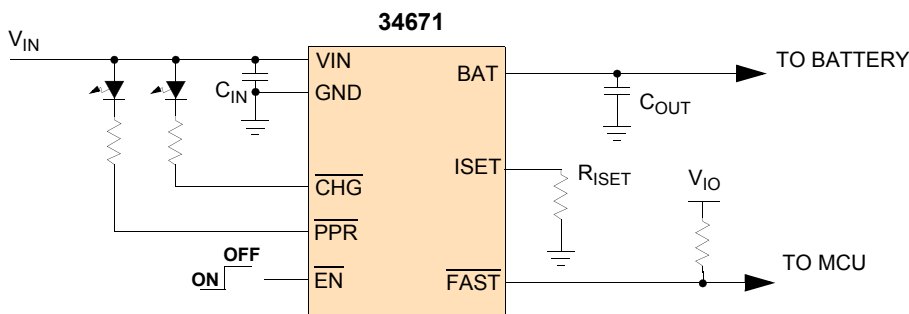 34671
V_IN
VIN
BAT
TO BATTERY
C_IN
GND
C_OUT
ISET
R_ISET
V_IO
CHG
PPR
OFF
ON
EN
FAST
TO MCU